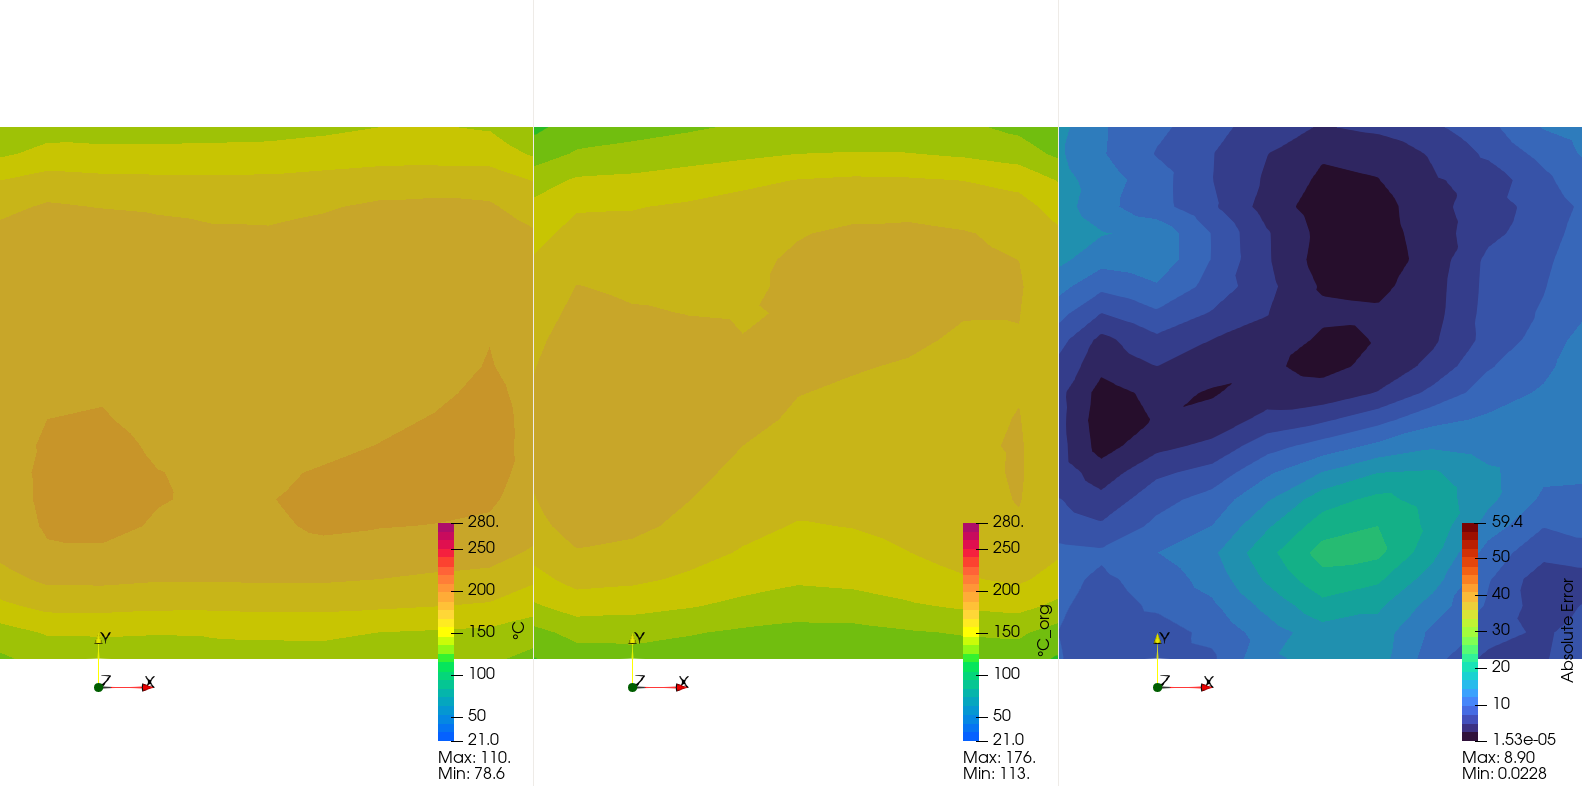 280.
250
200
150
100
50
21.0
°C
Max: 110.
Min: 78.6
Y
Z
X
280.
250
200
150
100
50
21.0
°C_org
Max: 176.
Min: 113.
Y
Z
X
59.4
50
40
30
20
10
1.53e-05
Absolute Error
Max: 8.90
Min: 0.0228
Y
Z
X